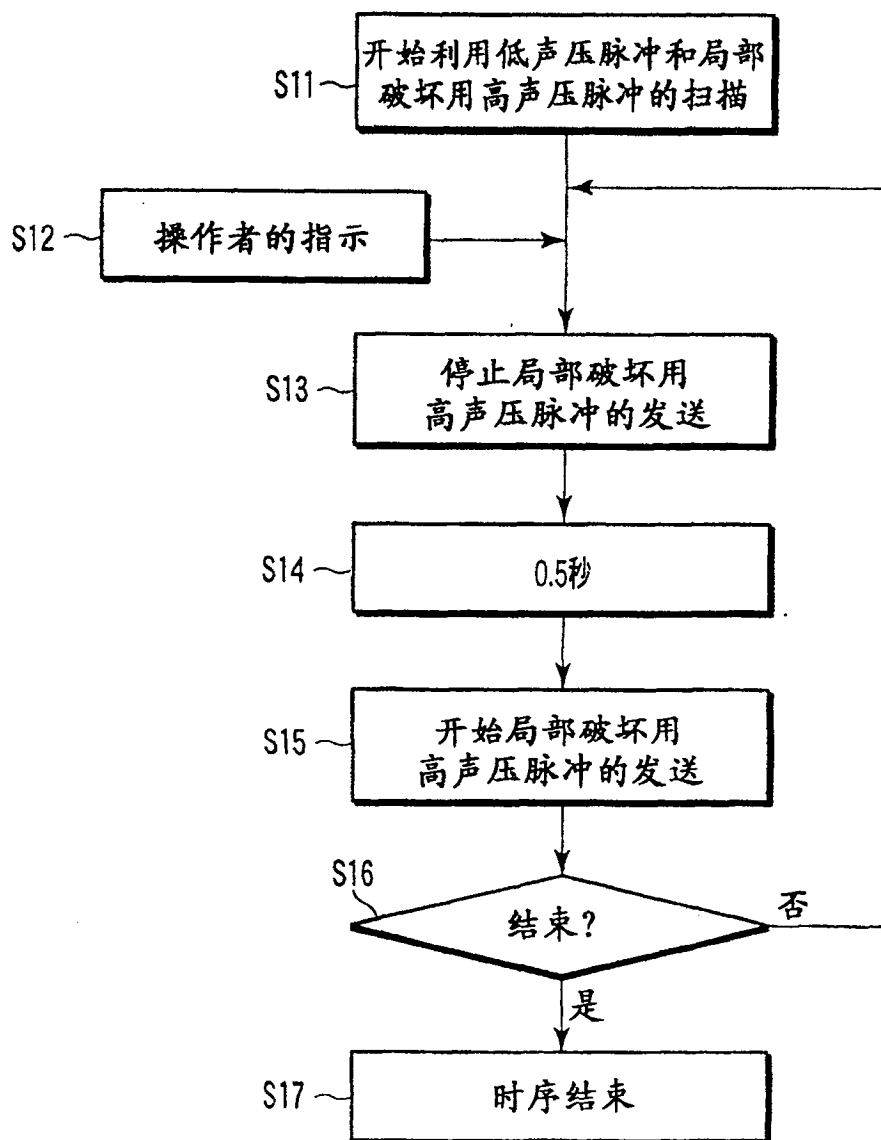 S11
开始利用低声压脉冲和局部
破坏用高声压脉冲的扫描
S12
操作者的指示
S13
停止局部破坏用
高声压脉冲的发送
S14
0.5秒
S15
开始局部破坏用
高声压脉冲的发送
S16
结束?
否
是
S17
时序结束